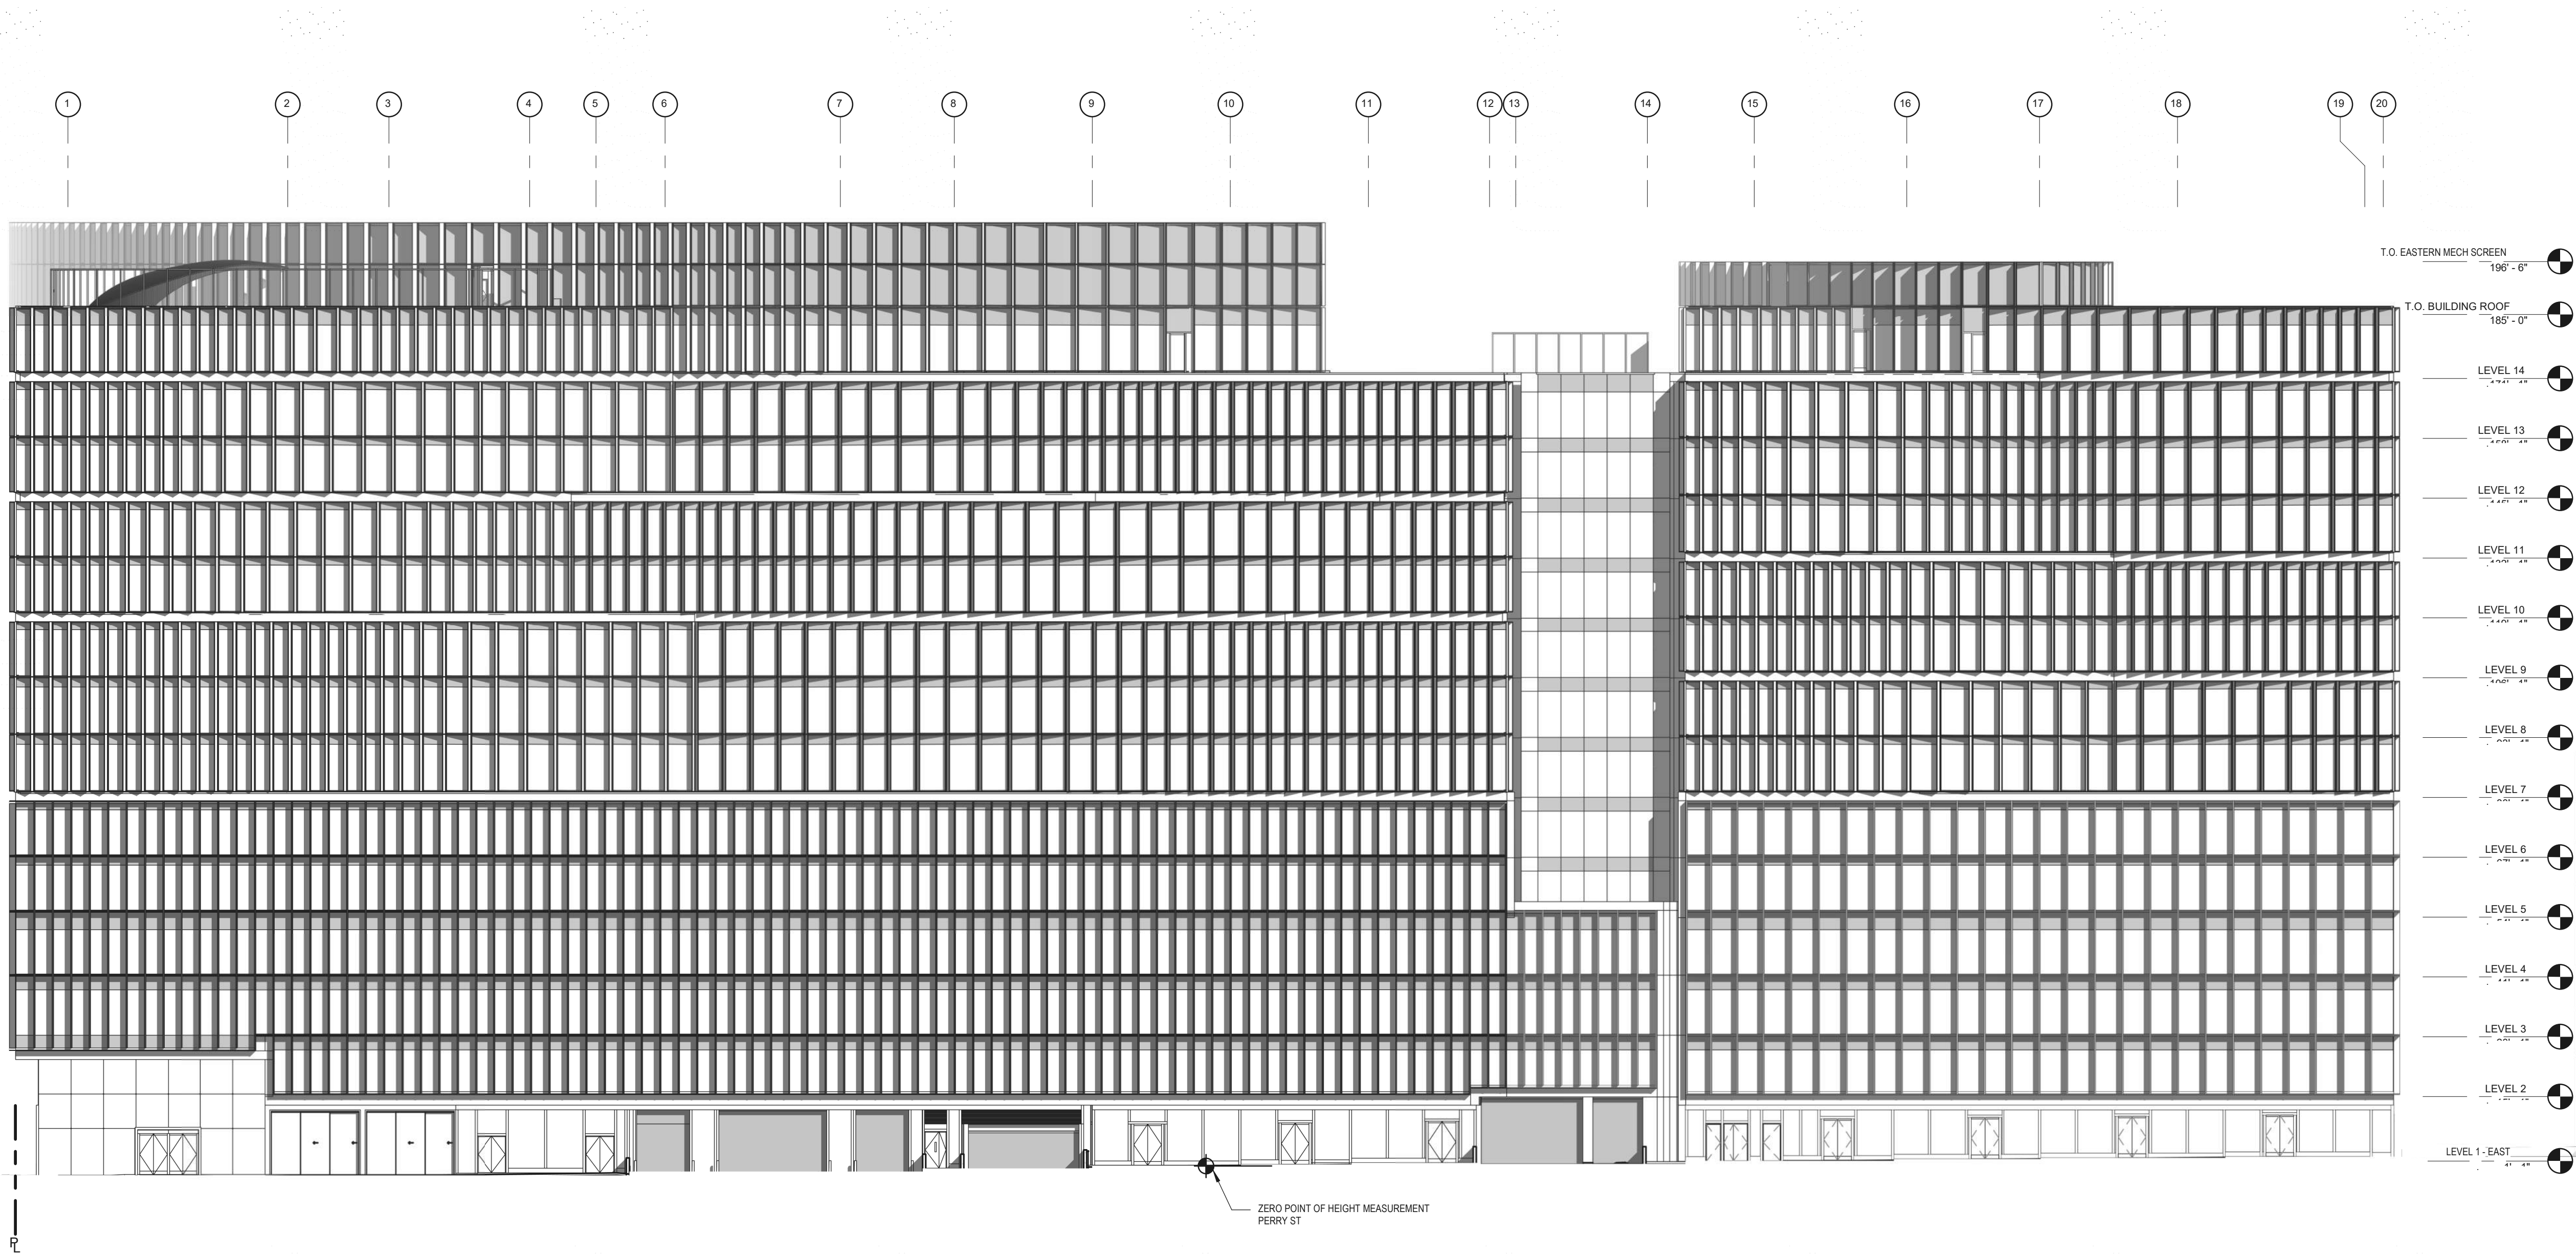 1 2 3 4 5 6 7 8 9 10 11 12 13 14 15 16 17 18 19 20
T.O. EASTERN MECH SCREEN
196' - 6"
T.O. BUILDING ROOF
185' - 0"
LEVEL 14
LEVEL 13
LEVEL 12
LEVEL 11
LEVEL 10
LEVEL 9
LEVEL 8
LEVEL 7
LEVEL 6
LEVEL 5
LEVEL 4
LEVEL 3
LEVEL 2
LEVEL 1 - EAST
ZERO POINT OF HEIGHT MEASUREMENT
PERRY ST
PL